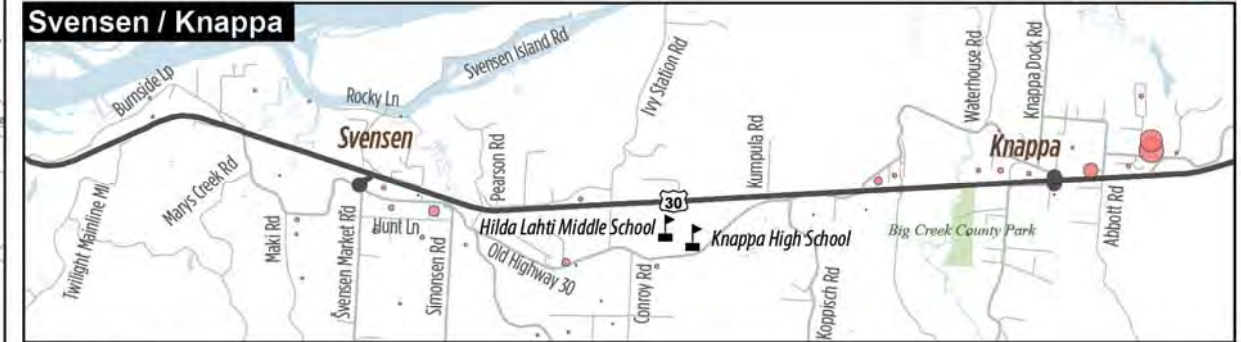 Svensen / Knappa
Burnside Lp
Svensen Island Rd
Rocky Ln
Ivy Station Rd
Waterhouse Rd
Knappa Dock Rd
Svensen
Knappa
Marys Creek Rd
Pearson Rd
Kumpula Rd
Twilight Mainline Ml
Maki Rd
Svensen Market Rd
Hunt Ln
Simonsen Rd
30
Hilda Lahti Middle School
Knappa High School
Big Creek County Park
Abbott Rd
Old Highway 30
Conroy Rd
Koppisch Rd